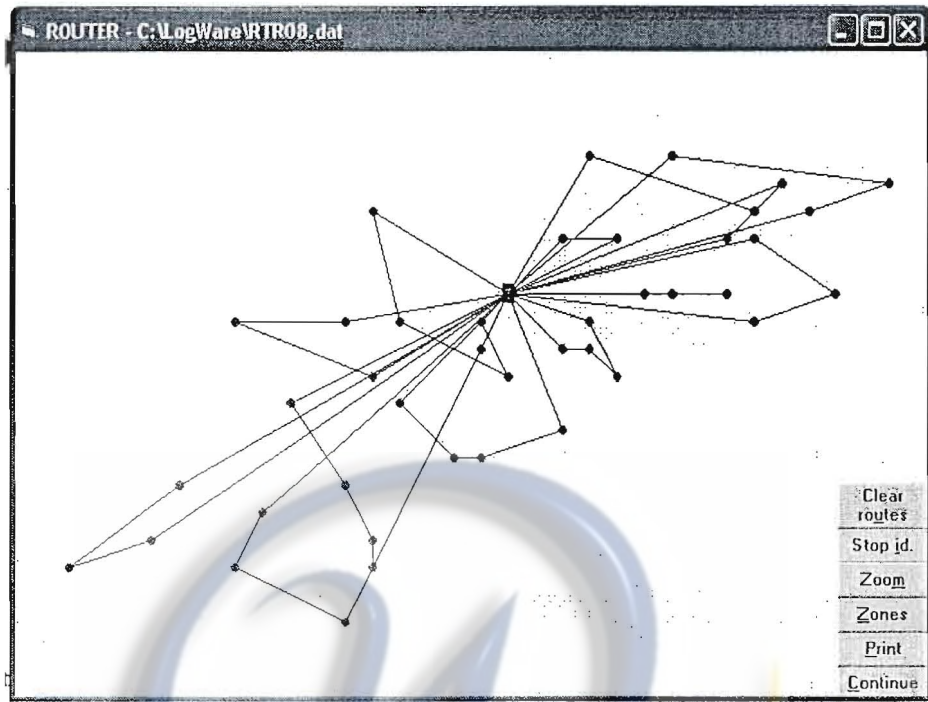 ROUTER - C:\LogWare\RTR08.dat
Clear
routes
Stop id.
Zoom
Zones
Print
Continue